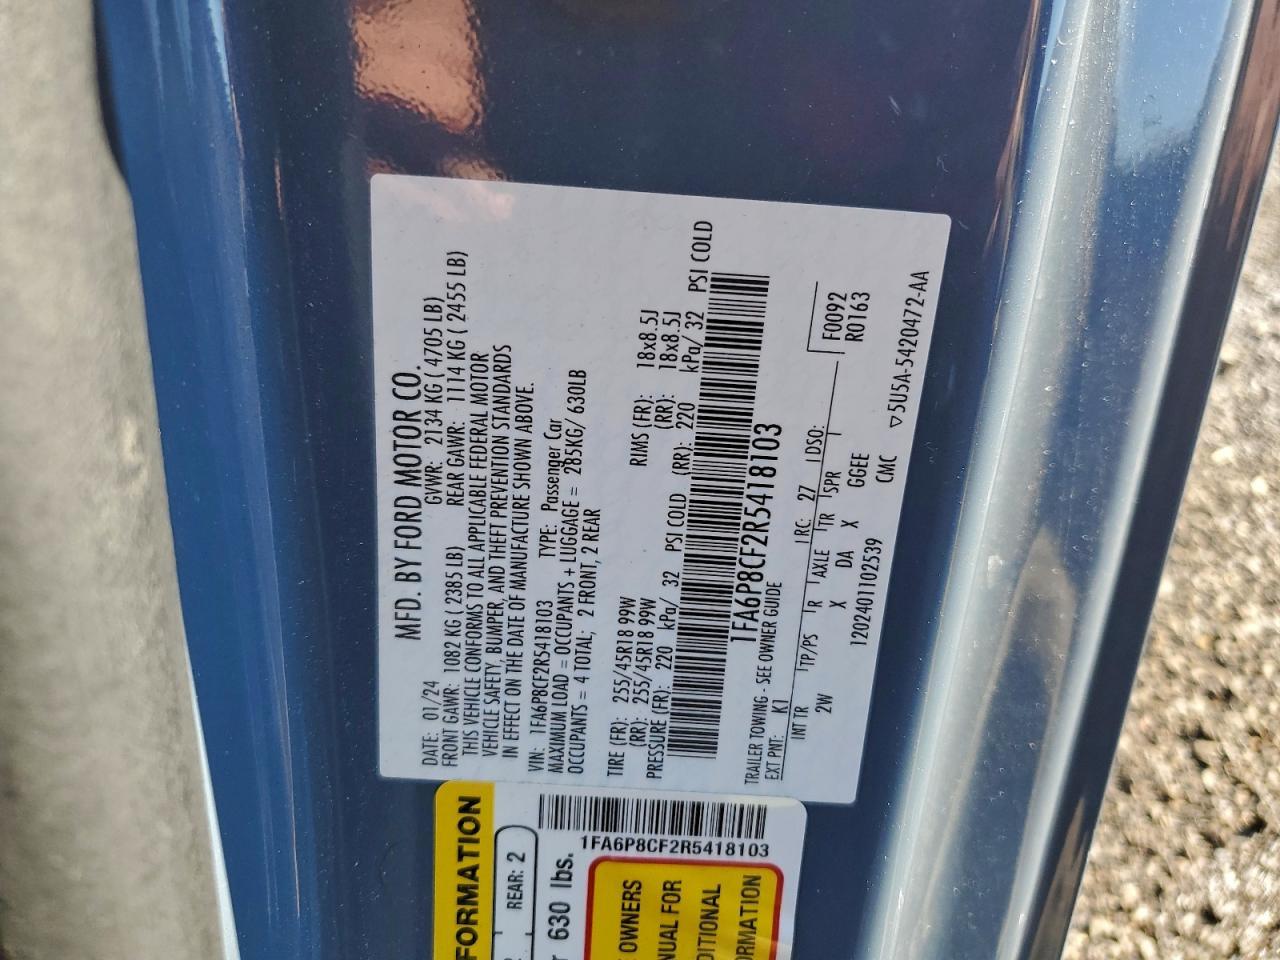 MFD. BY FORD MOTOR CO.
DATE: 01/24 GVWR: 2134 KG ( 4705 LB)
FRONT GAWR: 1082 KG ( 2385 LB) REAR GAWR: 1114 KG ( 2455 LB)
THIS VEHICLE CONFORMS TO ALL APPLICABLE FEDERAL MOTOR
VEHICLE SAFETY, BUMPER, AND THEFT PREVENTION STANDARDS
IN EFFECT ON THE DATE OF MANUFACTURE SHOWN ABOVE.
VIN: 1FA6P8CF2R5418103 TYPE: Passenger Car
MAXIMUM LOAD = OCCUPANTS + LUGGAGE = 285KG/ 630LB
OCCUPANTS = 4 TOTAL; 2 FRONT, 2 REAR
TIRE (FR): 255/45R18 99W RIMS (FR): 18x8.5J
(RR): 255/45R18 99W (RR): 18x8.5J
PRESSURE (FR): 220 kPa/ 32 PSI COLD (RR): 220 kPa/ 32 PSI COLD
1FA6P8CF2R5418103
TRAILER TOWING - SEE OWNER GUIDE
EXT PNT: K1 RC: 27 DSO: F0092
R0163
INT TR TP/PS R AXLE TR SPR
2W X DA X GGEE
CMC
1202401102539 5U5A-5420472-AA
FORMATION
REAR: 2
630 lbs.
1FA6P8CF2R5418103
OWNERS
NUAL FOR
DITIONAL
ORMATION